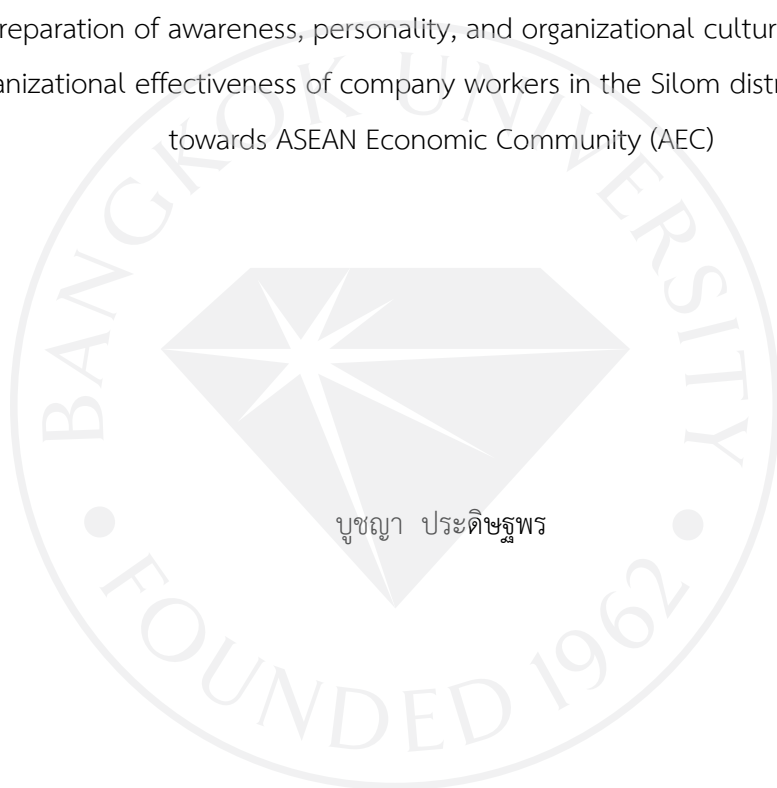 reparation of awareness, personality, and organizational cultur
anizational effectiveness of company workers in the Silom distr
towards ASEAN Economic Community (AEC)
BANGKOK UNIVERSITY
บูชญา ประดิษฐพร
FOUNDED 1962